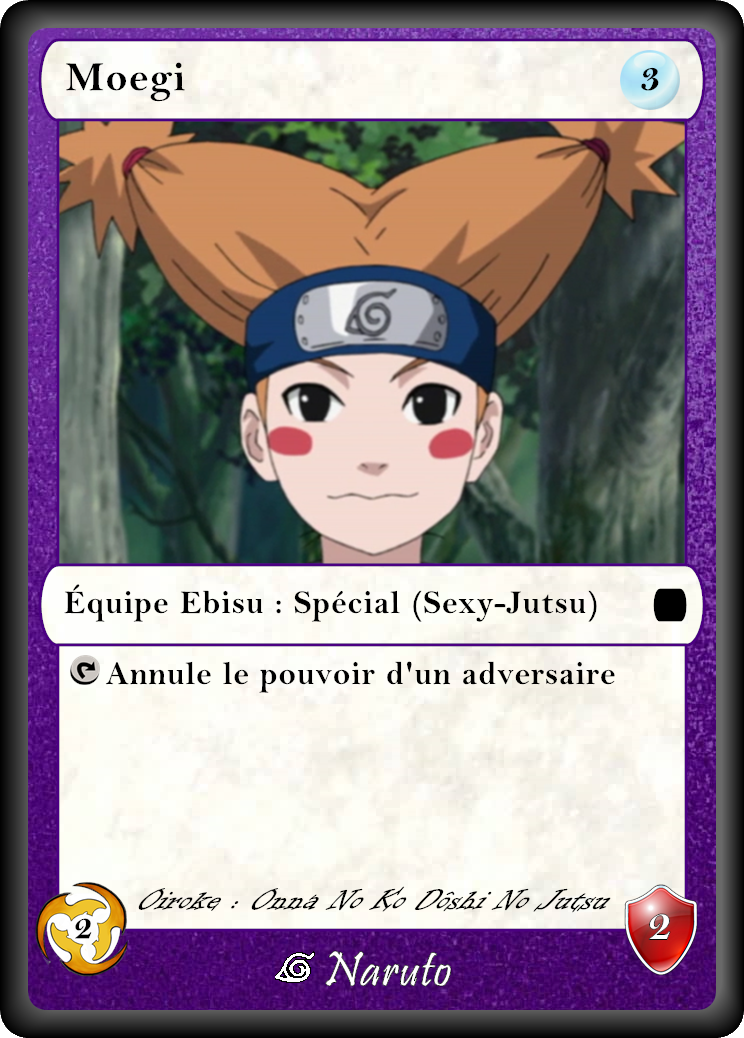 Moegi
3
Équipe Ebisu : Spécial (Sexy-Jutsu)
Annule le pouvoir d'un adversaire
Oiroke : Onna No Ko Dôshi No Jutsu
2
2
Naruto